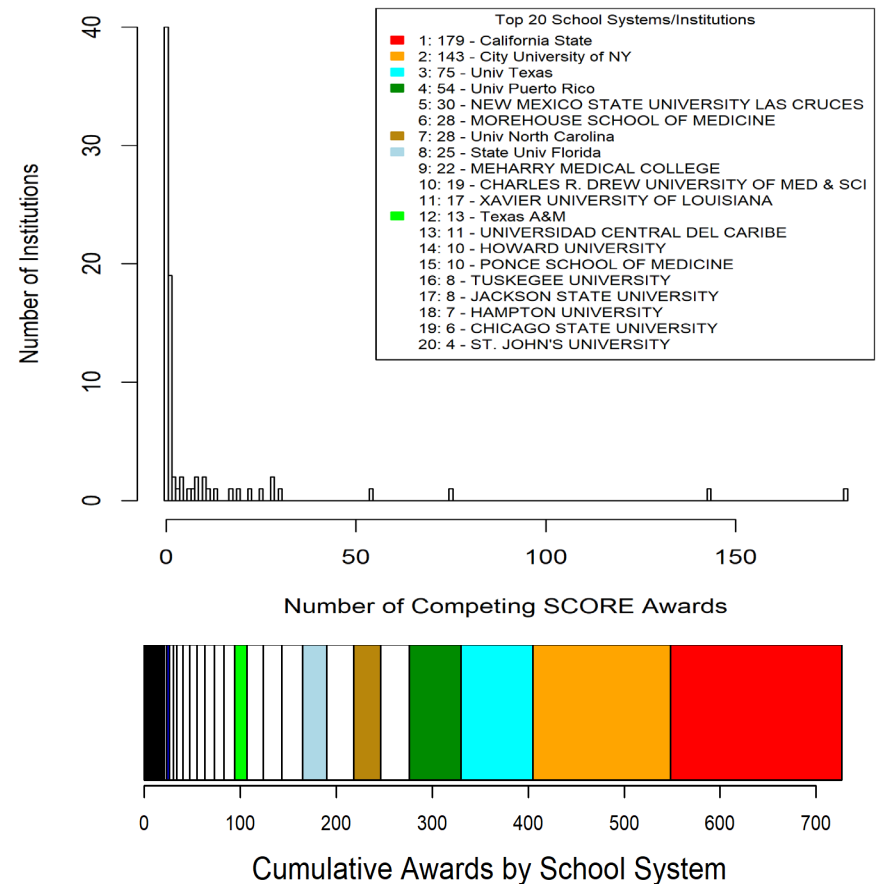 Top 20 School Systems/Institutions
1: 179 - California State
2: 143 - City University of NY
3: 75 - Univ Texas
4: 54 - Univ Puerto Rico
5: 30 - NEW MEXICO STATE UNIVERSITY LAS CRUCES
6: 28 - MOREHOUSE SCHOOL OF MEDICINE
7: 28 - Univ North Carolina
8: 25 - State Univ Florida
9: 22 - MEHARRY MEDICAL COLLEGE
10: 19 - CHARLES R. DREW UNIVERSITY OF MED & SCI
11: 17 - XAVIER UNIVERSITY OF LOUISIANA
12: 13 - Texas A&M
13: 11 - UNIVERSIDAD CENTRAL DEL CARIBE
14: 10 - HOWARD UNIVERSITY
15: 10 - PONCE SCHOOL OF MEDICINE
16: 8 - TUSKEGEE UNIVERSITY
17: 8 - JACKSON STATE UNIVERSITY
18: 7 - HAMPTON UNIVERSITY
19: 6 - CHICAGO STATE UNIVERSITY
20: 4 - ST. JOHN'S UNIVERSITY
Number of Institutions
40
30
20
10
0
0 50 100 150
Number of Competing SCORE Awards
0 100 200 300 400 500 600 700
Cumulative Awards by School System